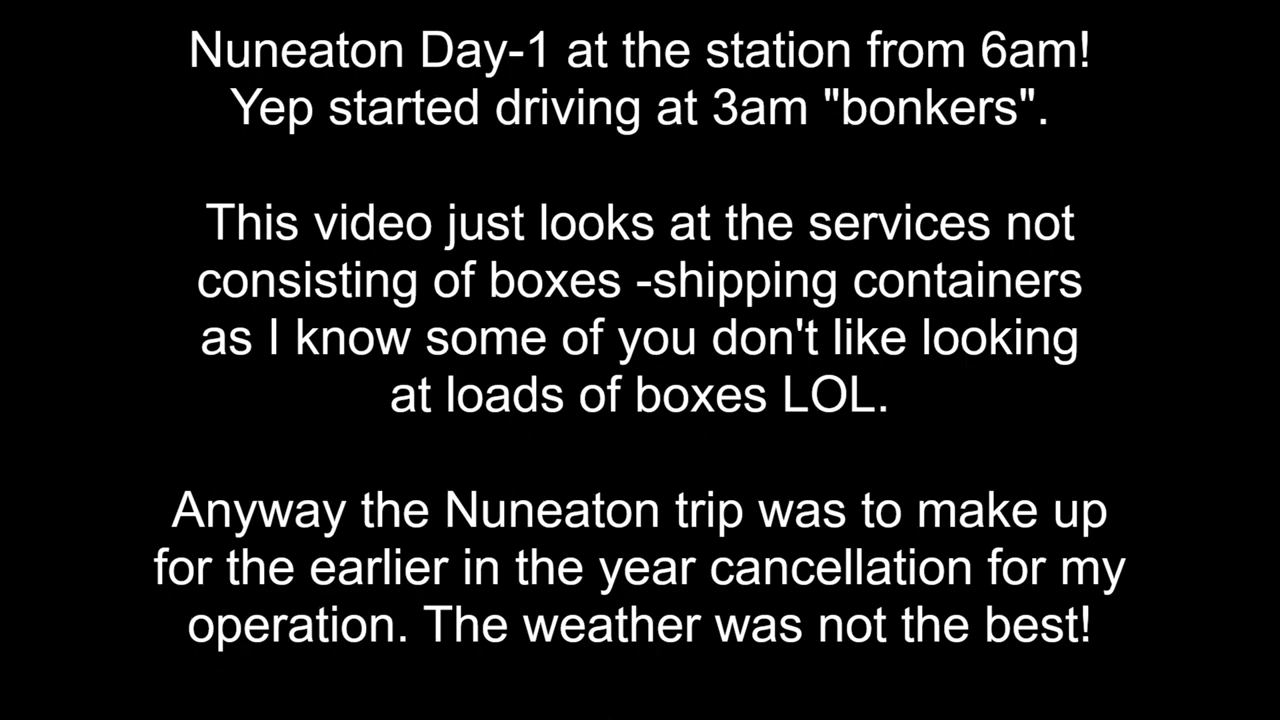 Nuneaton Day-1 at the station from 6am!
Yep started driving at 3am "bonkers".
This video just looks at the services not
consisting of boxes -shipping containers
as I know some of you don't like looking
at loads of boxes LOL.
Anyway the Nuneaton trip was to make up
for the earlier in the year cancellation for my
operation. The weather was not the best!